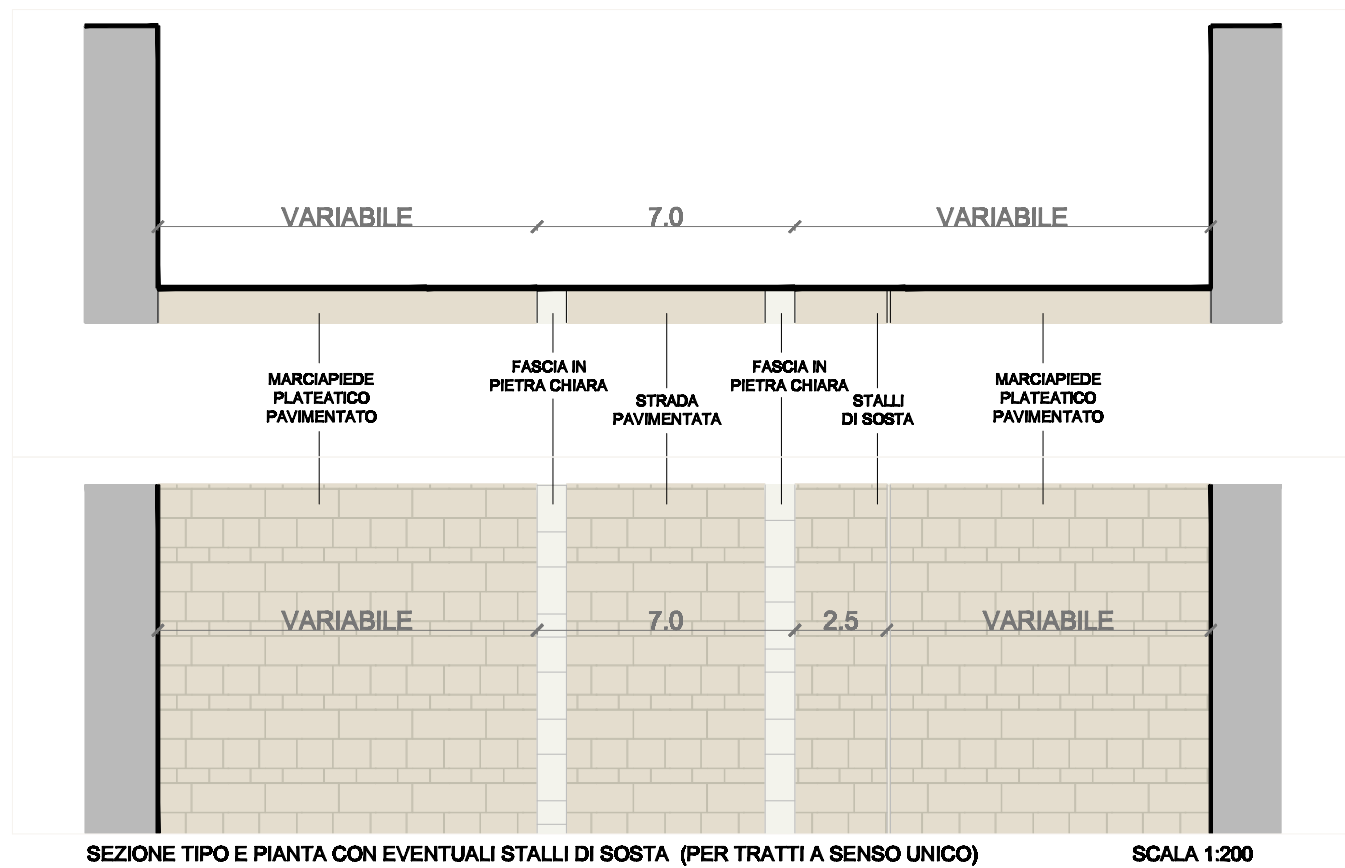 VARIABILE
7.0
VARIABILE
MARCIAPIEDE
PLATEATICO
PAVIMENTATO
FASCIA IN
PIETRA CHIARA
STRADA
PAVIMENTATA
FASCIA IN
PIETRA CHIARA
STALLI
DI SOSTA
MARCIAPIEDE
PLATEATICO
PAVIMENTATO
VARIABILE
7.0
2.5
VARIABILE
SEZIONE TIPO E PIANTA CON EVENTUALI STALLI DI SOSTA (PER TRATTI A SENSO UNICO)
SCALA 1:200